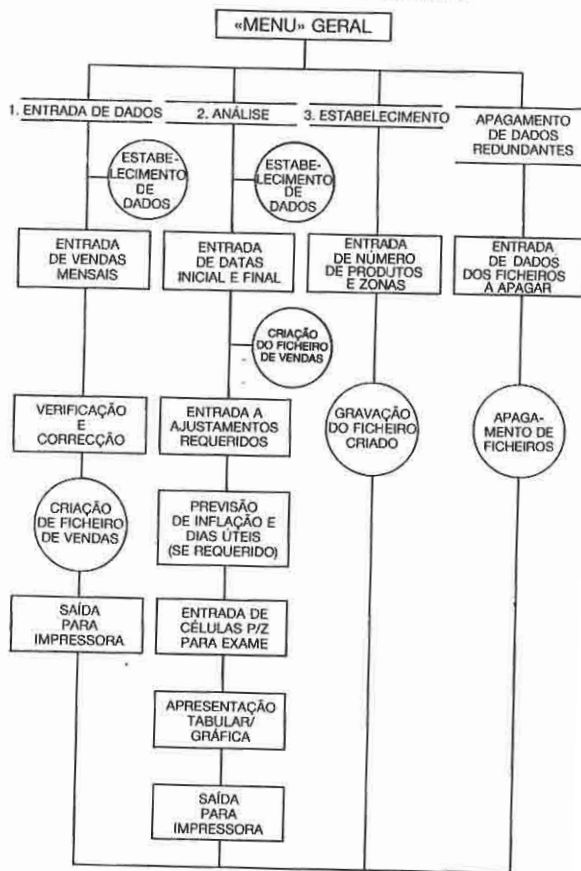 «MENU» GERAL
1. ENTRADA DE DADOS
ESTABE-
LECIMENTO
DE
DADOS
ENTRADA
DE VENDAS
MENSAIS
VERIFICAÇÃO
E
CORRECÇÃO
CRIAÇÃO
DE FICHEIRO
DE VENDAS
SAÍDA
PARA
IMPRESSORA
2. ANÁLISE
ESTABE-
LECIMENTO
DE
DADOS
ENTRADA
DE DATAS
INICIAL E FINAL
CRIAÇÃO
DO FICHEIRO
DE VENDAS
ENTRADA A
AJUSTAMENTOS
REQUERIDOS
PREVISÃO
DE INFLAÇÃO E
DIAS ÚTEIS
(SE REQUERIDO)
ENTRADA DE
CÉLULAS P/Z
PARA EXAME
APRESENTAÇÃO
TABULAR/
GRÁFICA
SAÍDA
PARA
IMPRESSORA
3. ESTABELECIMENTO
ENTRADA
DE NÚMERO
DE PRODUTOS
E ZONAS
GRAVAÇÃO
DO FICHEIRO
CRIADO
APAGAMENTO
DE DADOS
REDUNDANTES
ENTRADA
DE DADOS
DOS FICHEIROS
A APAGAR
APAGA-
MENTO DE
FICHEIROS